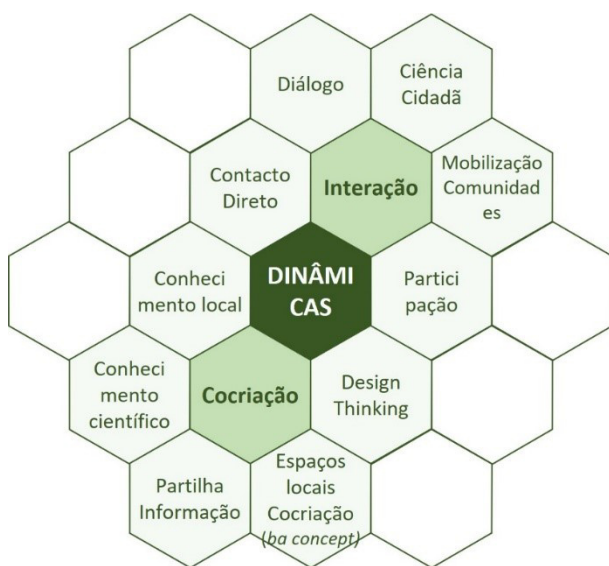 Diálogo
Ciência
Cidadã
Contacto
Direto
Interação
Mobilização
Comunidad
es
Conheci
mento local
DINÂMI
CAS
Partici
pação
Conheci
mento
científico
Cocriação
Design
Thinking
Partilha
Informação
Espaços
locais
Cocriação
(ba concept)